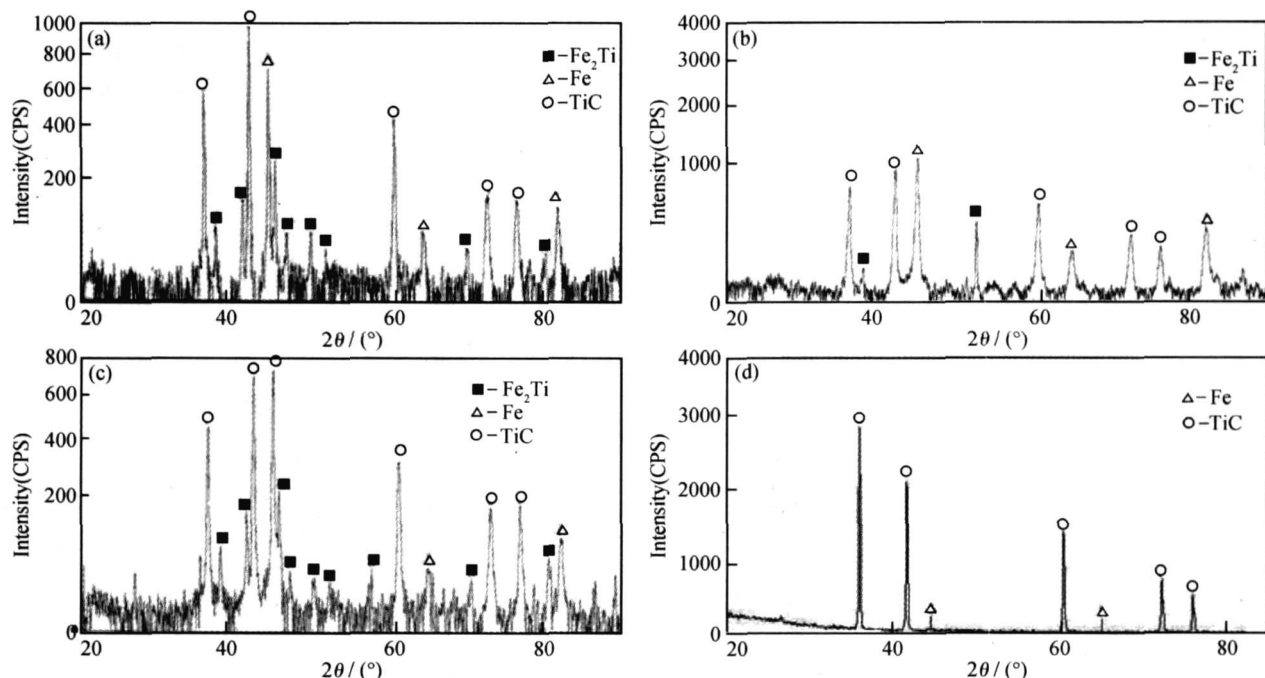 (a)
1000
800
600
400
200
0
Intensity(CPS)
■–Fe₂Ti
△–Fe
○–TiC
20 40 60 80
2θ / (°)
(b)
4000
3000
2000
1000
0
Intensity(CPS)
■–Fe₂Ti
△–Fe
○–TiC
20 40 60 80
2θ / (°)
(c)
800
600
400
200
0
Intensity(CPS)
■–Fe₂Ti
△–Fe
○–TiC
20 40 60 80
2θ / (°)
(d)
4000
3000
2000
1000
0
Intensity(CPS)
△–Fe
○–TiC
20 40 60 80
2θ / (°)